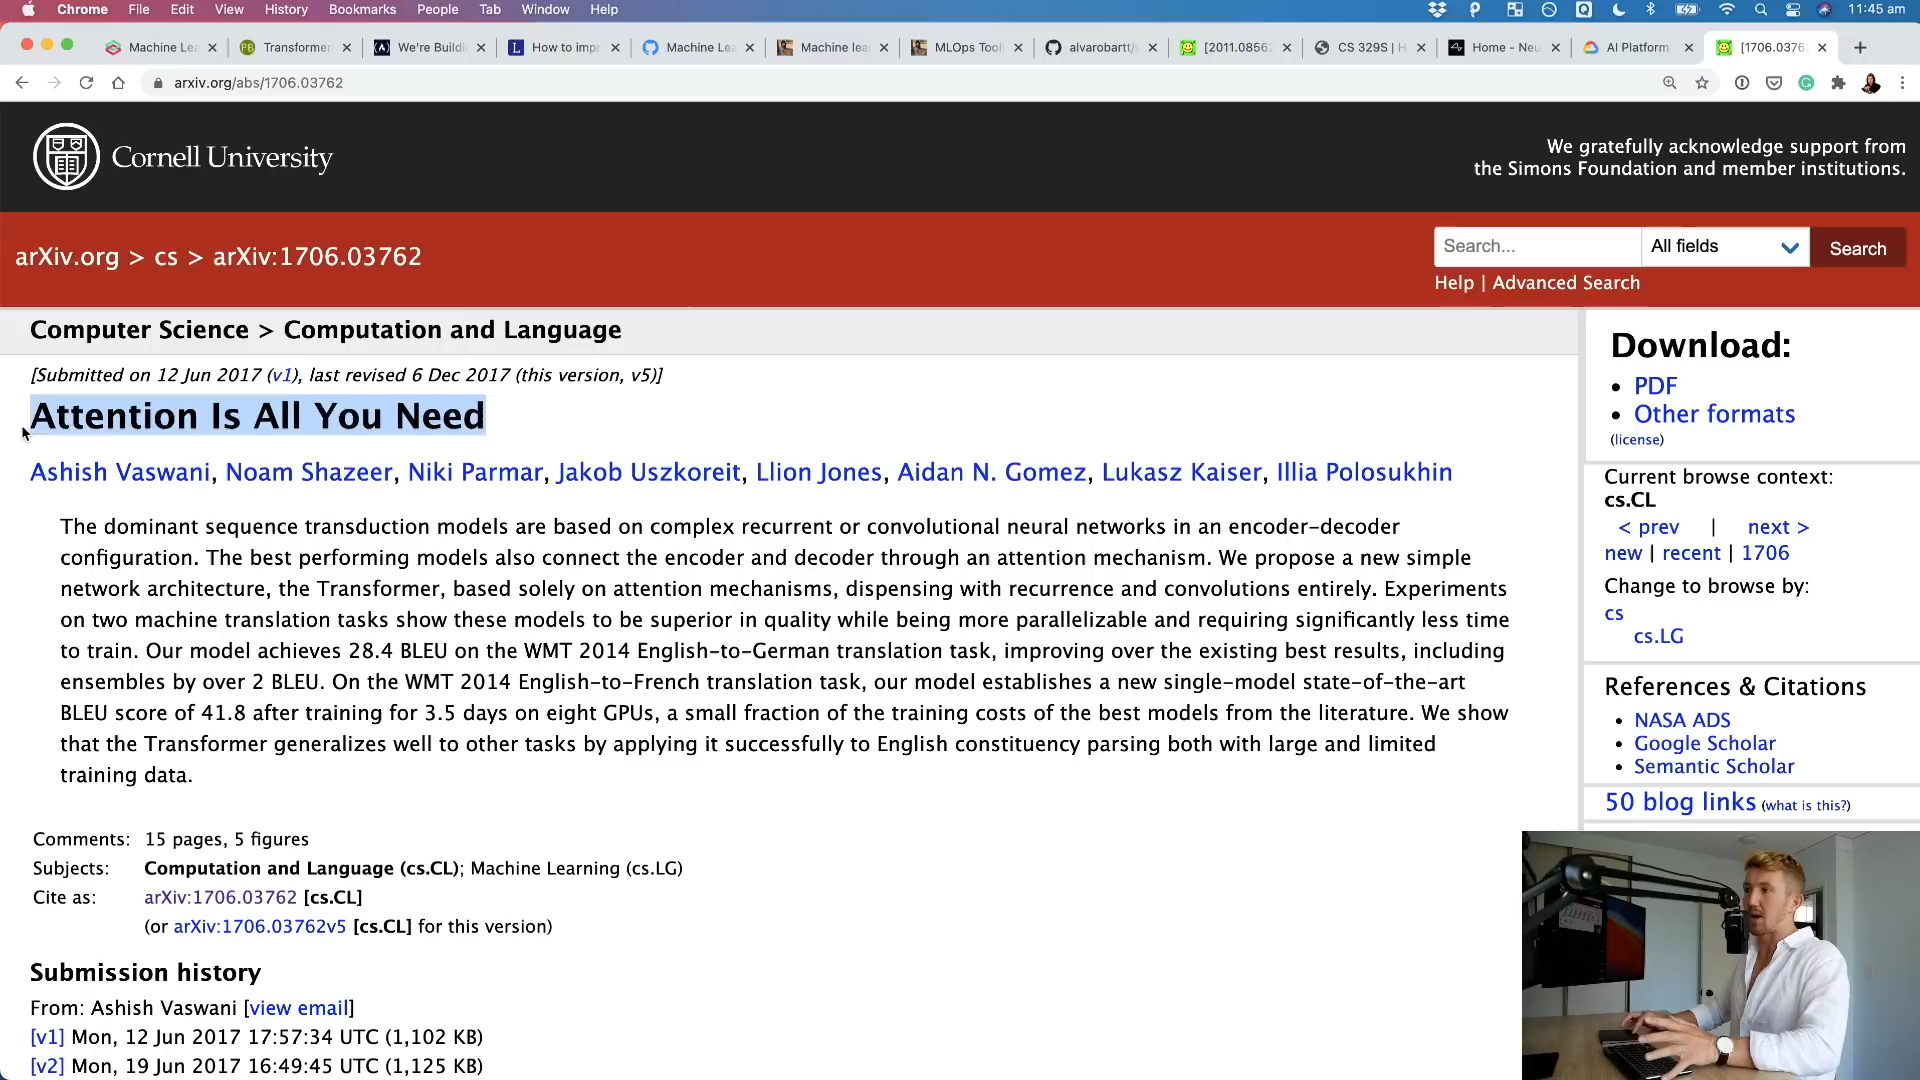 Chrome File Edit View History Bookmarks People Tab Window Help 11:45 am
Machine Le Transformer We're Buildi How to imp Machine Le Machine lea MLOps Tooli alvarobartt/s [2011.0856 CS 329S | H Home - Neu AI Platform [1706.0376
arxiv.org/abs/1706.03762
Cornell University
We gratefully acknowledge support from
the Simons Foundation and member institutions.
arXiv.org > cs > arXiv:1706.03762
Search... All fields Search
Help | Advanced Search
Computer Science > Computation and Language
[Submitted on 12 Jun 2017 (v1), last revised 6 Dec 2017 (this version, v5)]
Attention Is All You Need
Ashish Vaswani, Noam Shazeer, Niki Parmar, Jakob Uszkoreit, Llion Jones, Aidan N. Gomez, Lukasz Kaiser, Illia Polosukhin
The dominant sequence transduction models are based on complex recurrent or convolutional neural networks in an encoder-decoder
configuration. The best performing models also connect the encoder and decoder through an attention mechanism. We propose a new simple
network architecture, the Transformer, based solely on attention mechanisms, dispensing with recurrence and convolutions entirely. Experiments
on two machine translation tasks show these models to be superior in quality while being more parallelizable and requiring significantly less time
to train. Our model achieves 28.4 BLEU on the WMT 2014 English-to-German translation task, improving over the existing best results, including
ensembles by over 2 BLEU. On the WMT 2014 English-to-French translation task, our model establishes a new single-model state-of-the-art
BLEU score of 41.8 after training for 3.5 days on eight GPUs, a small fraction of the training costs of the best models from the literature. We show
that the Transformer generalizes well to other tasks by applying it successfully to English constituency parsing both with large and limited
training data.
Comments: 15 pages, 5 figures
Subjects: Computation and Language (cs.CL); Machine Learning (cs.LG)
Cite as: arXiv:1706.03762 [cs.CL]
(or arXiv:1706.03762v5 [cs.CL] for this version)
Submission history
From: Ashish Vaswani [view email]
[v1] Mon, 12 Jun 2017 17:57:34 UTC (1,102 KB)
[v2] Mon, 19 Jun 2017 16:49:45 UTC (1,125 KB)
Download:
PDF
Other formats
(license)
Current browse context:
cs.CL
< prev | next >
new | recent | 1706
Change to browse by:
cs
cs.LG
References & Citations
NASA ADS
Google Scholar
Semantic Scholar
50 blog links (what is this?)